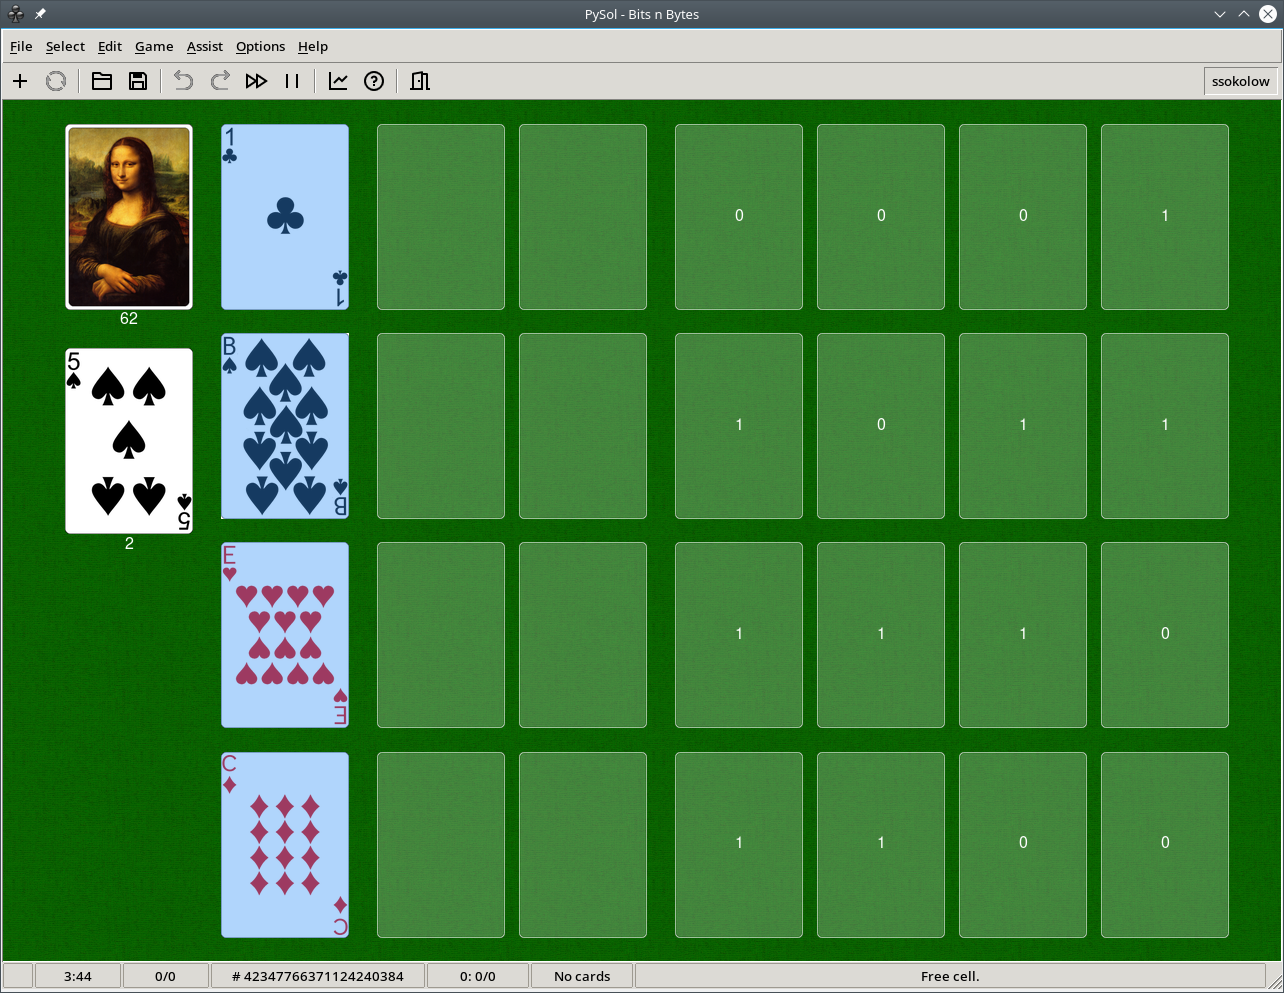 PySol - Bits n Bytes
File Select Edit Game Assist Options Help
ssokolow
1 0 0 0 1
1
62
B 1 0 1 1
5
5
B
2
E 1 1 1 0
E
C 1 1 0 0
C
3:44 0/0 # 42347766371124240384 0: 0/0 No cards Free cell.